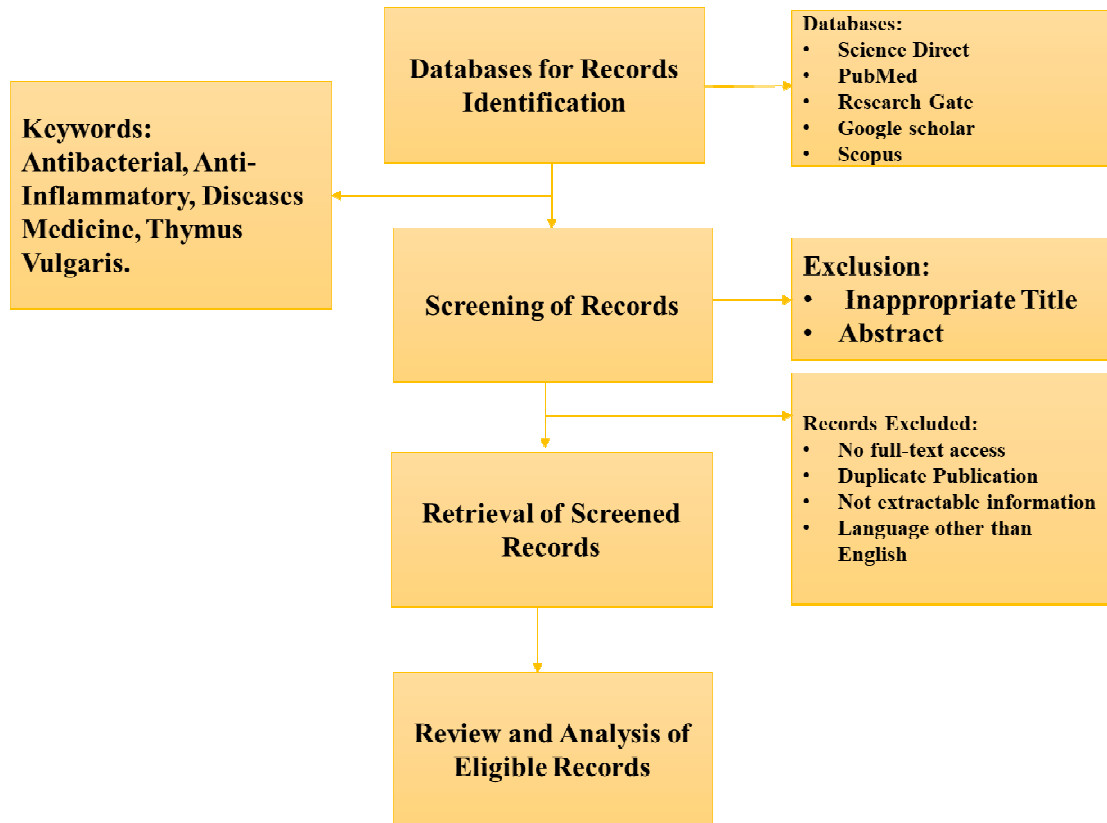 Databases for Records
Identification
Databases:
• Science Direct
• PubMed
• Research Gate
• Google scholar
• Scopus
Keywords:
Antibacterial, Anti-
Inflammatory, Diseases
Medicine, Thymus
Vulgaris.
Screening of Records
Exclusion:
• Inappropriate Title
• Abstract
Records Excluded:
• No full-text access
• Duplicate Publication
• Not extractable information
• Language other than
English
Retrieval of Screened
Records
Review and Analysis of
Eligible Records